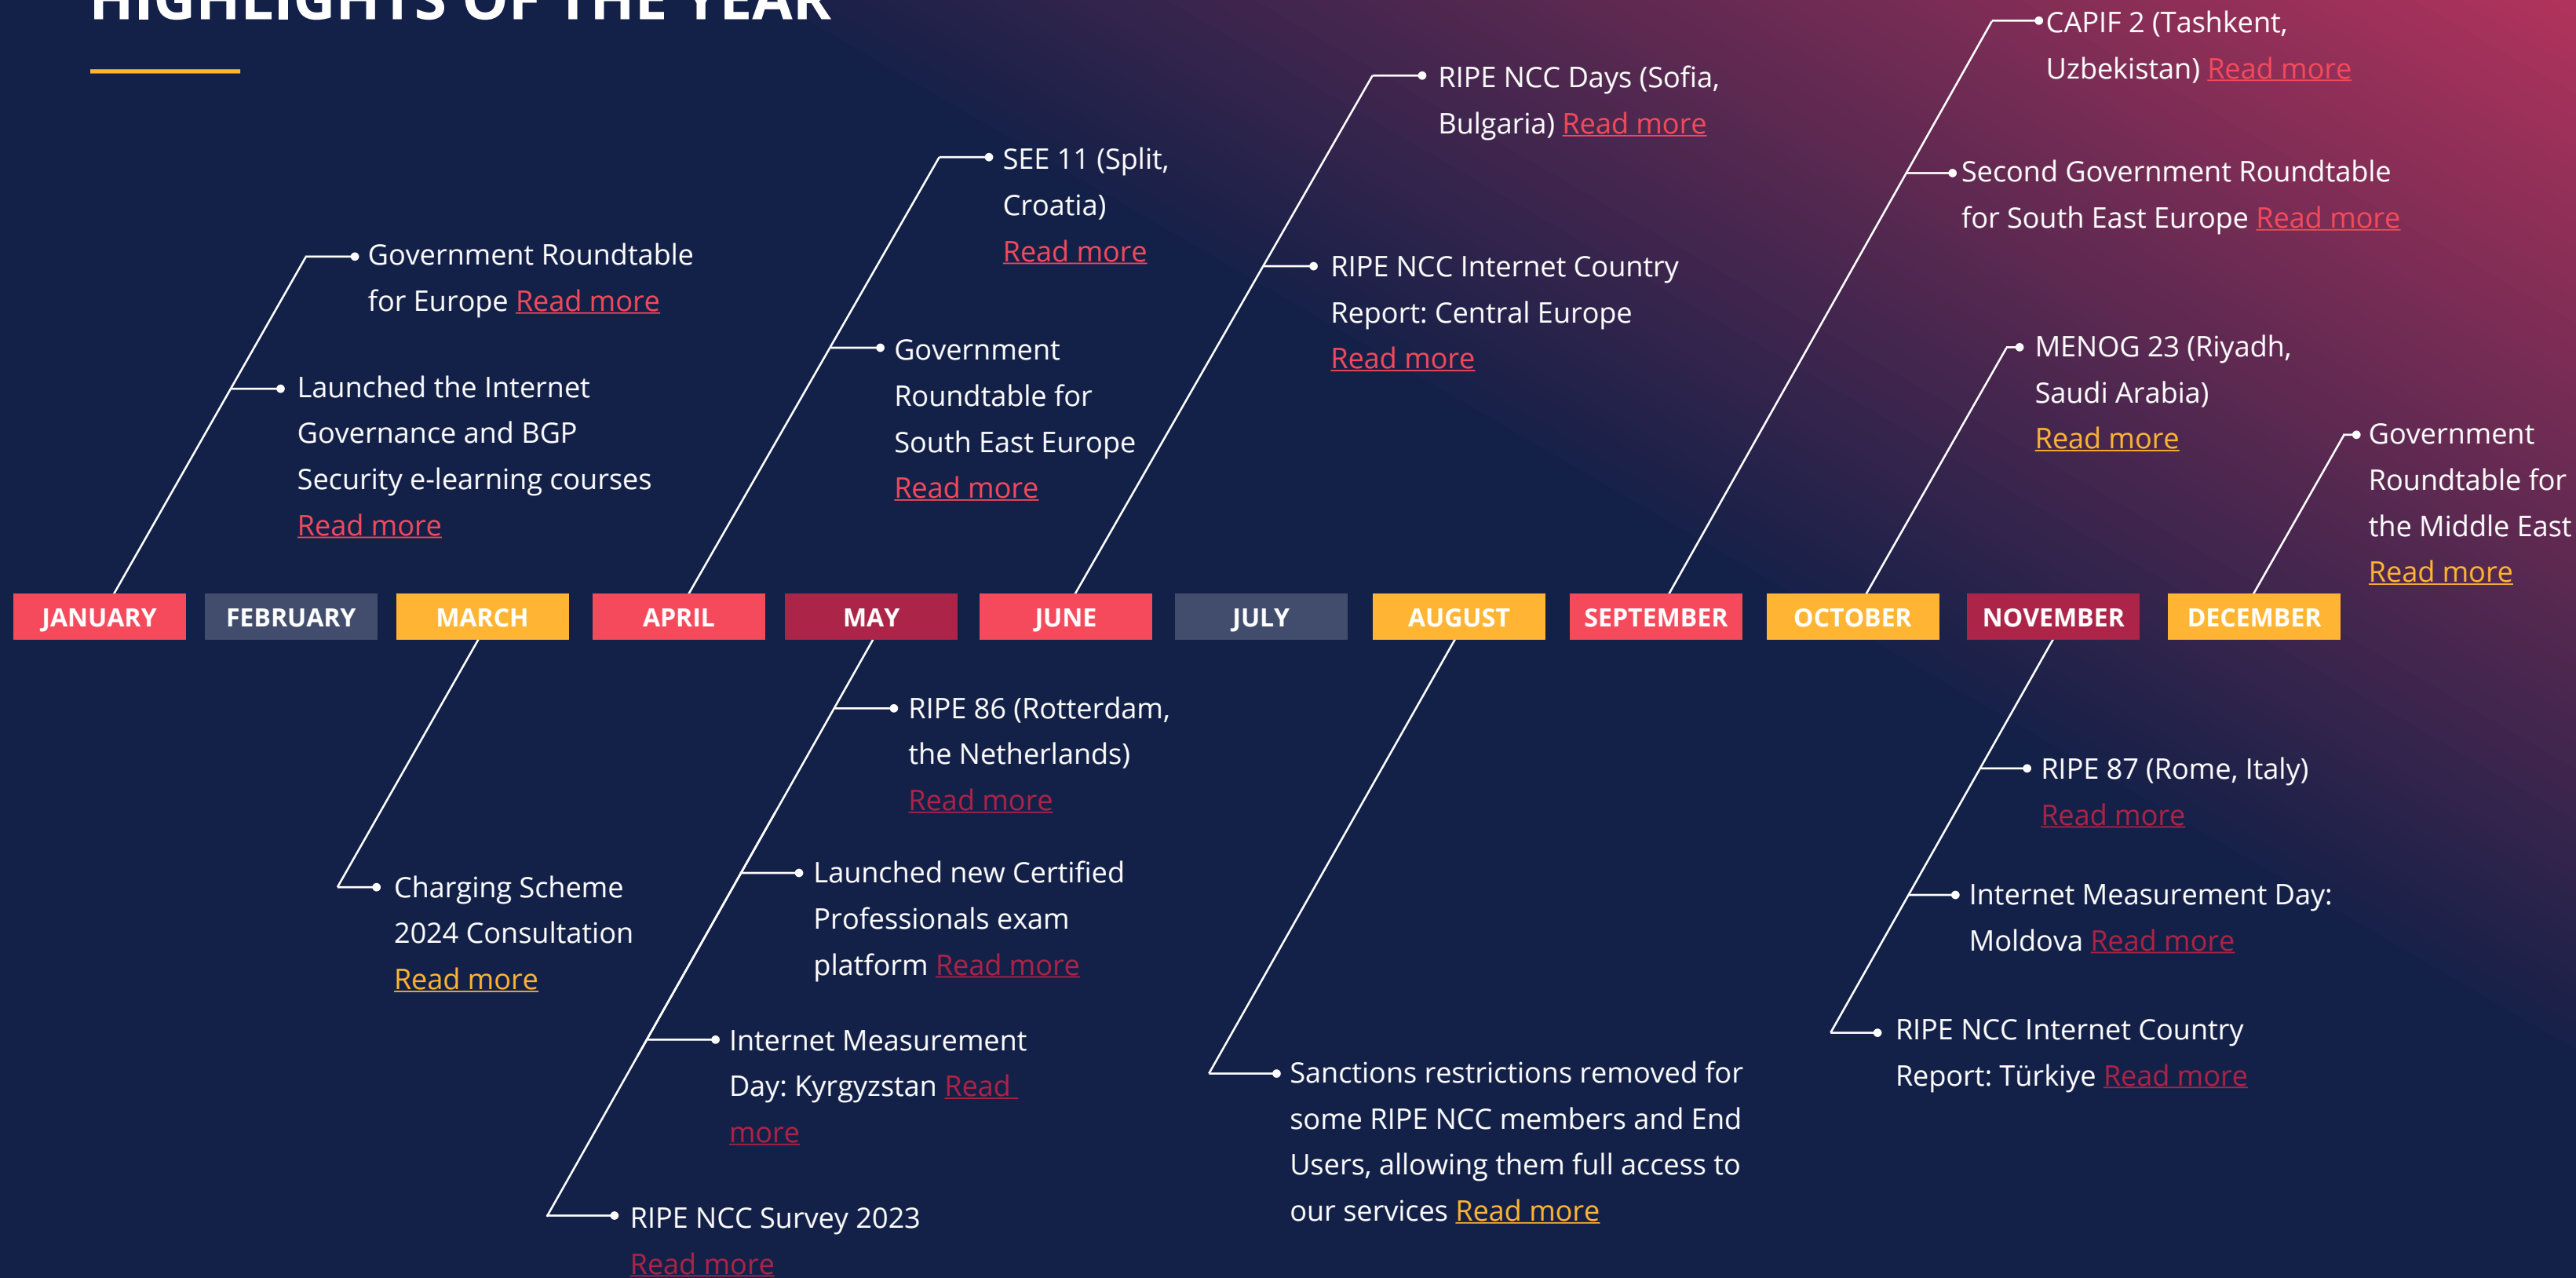 HIGHLIGHTS OF THE YEAR
Government Roundtable
for Europe Read more
Launched the Internet
Governance and BGP
Security e-learning courses
Read more
SEE 11 (Split,
Croatia)
Read more
Government
Roundtable for
South East Europe
Read more
RIPE NCC Days (Sofia,
Bulgaria) Read more
RIPE NCC Internet Country
Report: Central Europe
Read more
CAPIF 2 (Tashkent,
Uzbekistan) Read more
Second Government Roundtable
for South East Europe Read more
MENOG 23 (Riyadh,
Saudi Arabia)
Read more
Government
Roundtable for
the Middle East
Read more
JANUARY FEBRUARY MARCH APRIL MAY JUNE JULY AUGUST SEPTEMBER OCTOBER NOVEMBER DECEMBER
Charging Scheme
2024 Consultation
Read more
RIPE 86 (Rotterdam,
the Netherlands)
Read more
Launched new Certified
Professionals exam
platform Read more
Internet Measurement
Day: Kyrgyzstan Read
more
RIPE NCC Survey 2023
Read more
Sanctions restrictions removed for
some RIPE NCC members and End
Users, allowing them full access to
our services Read more
RIPE 87 (Rome, Italy)
Read more
Internet Measurement Day:
Moldova Read more
RIPE NCC Internet Country
Report: Türkiye Read more